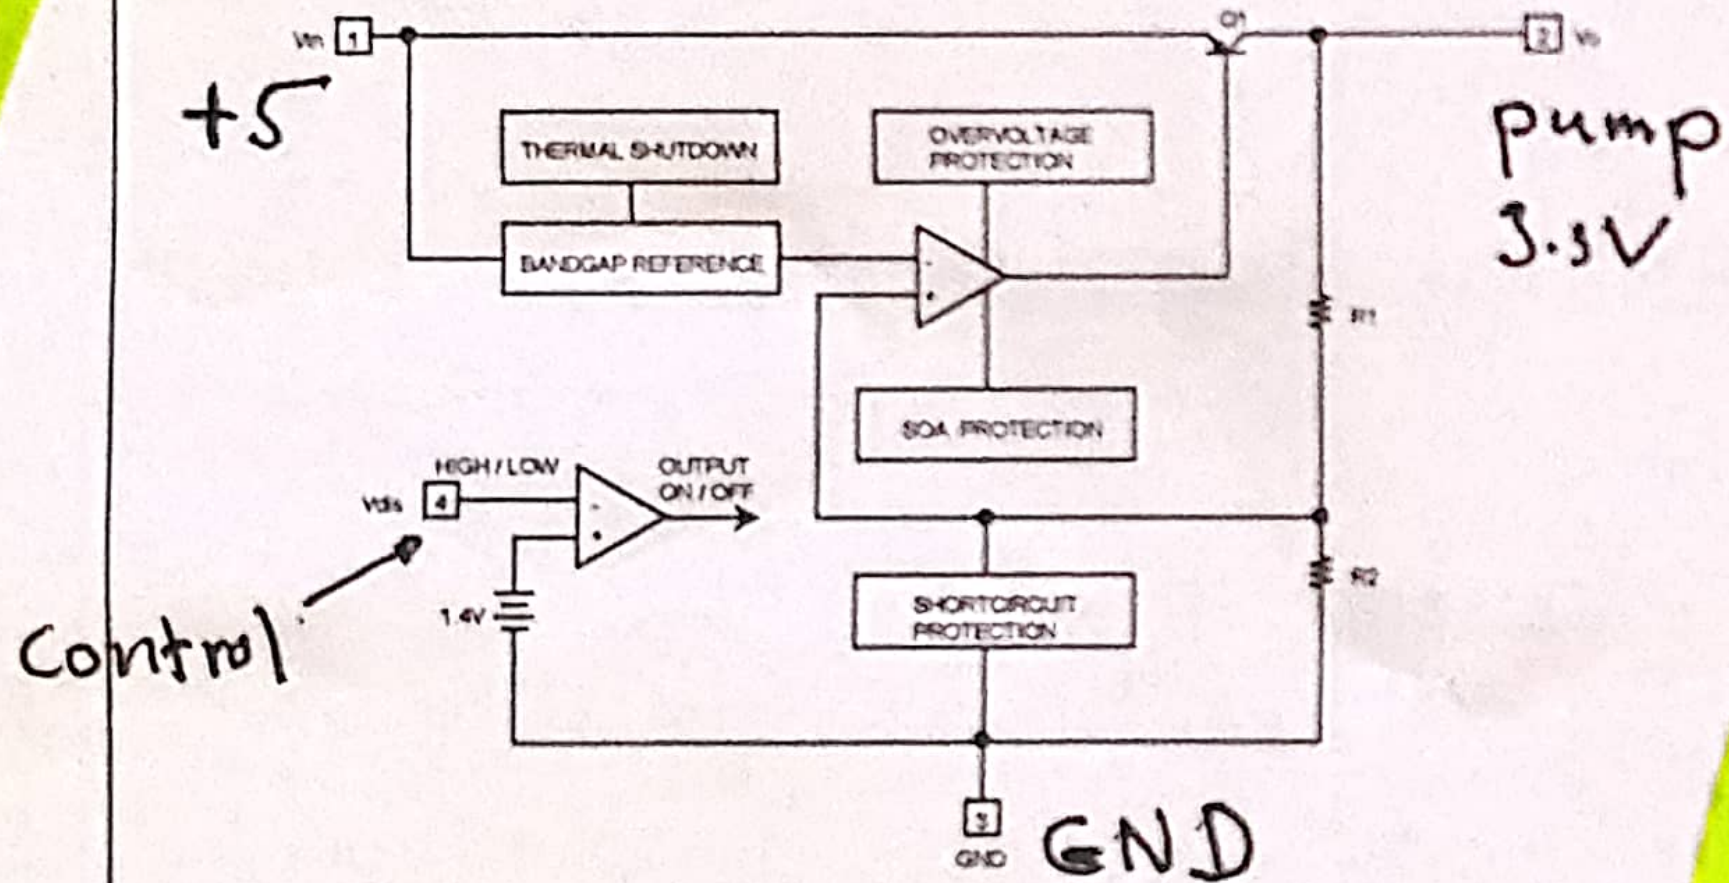 Vin 1
Q1
2 Vo
+5
pump
3.3V
THERMAL SHUTDOWN
OVERVOLTAGE
PROTECTION
BANDGAP REFERENCE
-
+
R1
SOA PROTECTION
HIGH / LOW
OUTPUT
ON / OFF
Vdis 4
-
+
R2
1.4V
SHORTCIRCUIT
PROTECTION
Control
3
GND
GND